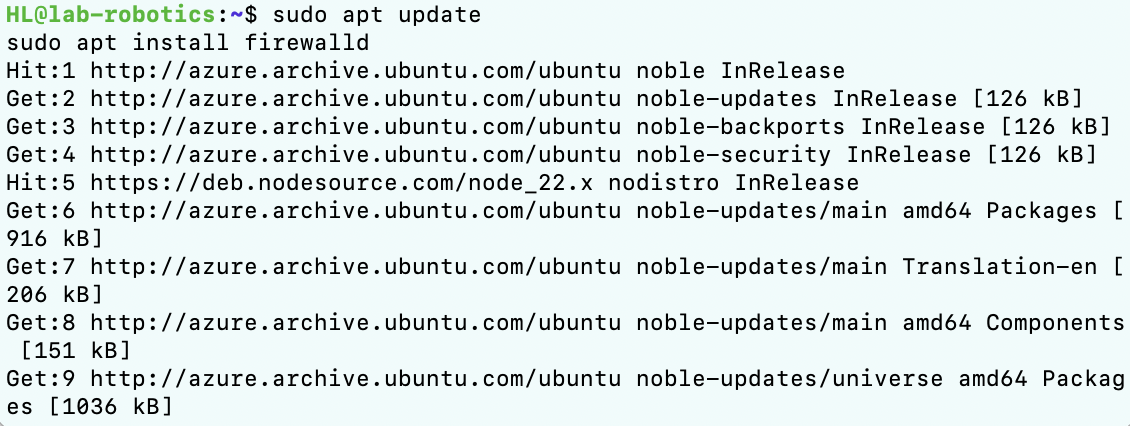 HL@lab-robotics:~$ sudo apt update
sudo apt install firewalld
Hit:1 http://azure.archive.ubuntu.com/ubuntu noble InRelease
Get:2 http://azure.archive.ubuntu.com/ubuntu noble-updates InRelease [126 kB]
Get:3 http://azure.archive.ubuntu.com/ubuntu noble-backports InRelease [126 kB]
Get:4 http://azure.archive.ubuntu.com/ubuntu noble-security InRelease [126 kB]
Hit:5 https://deb.nodesource.com/node_22.x nodistro InRelease
Get:6 http://azure.archive.ubuntu.com/ubuntu noble-updates/main amd64 Packages [
916 kB]
Get:7 http://azure.archive.ubuntu.com/ubuntu noble-updates/main Translation-en [
206 kB]
Get:8 http://azure.archive.ubuntu.com/ubuntu noble-updates/main amd64 Components
 [151 kB]
Get:9 http://azure.archive.ubuntu.com/ubuntu noble-updates/universe amd64 Packag
es [1036 kB]